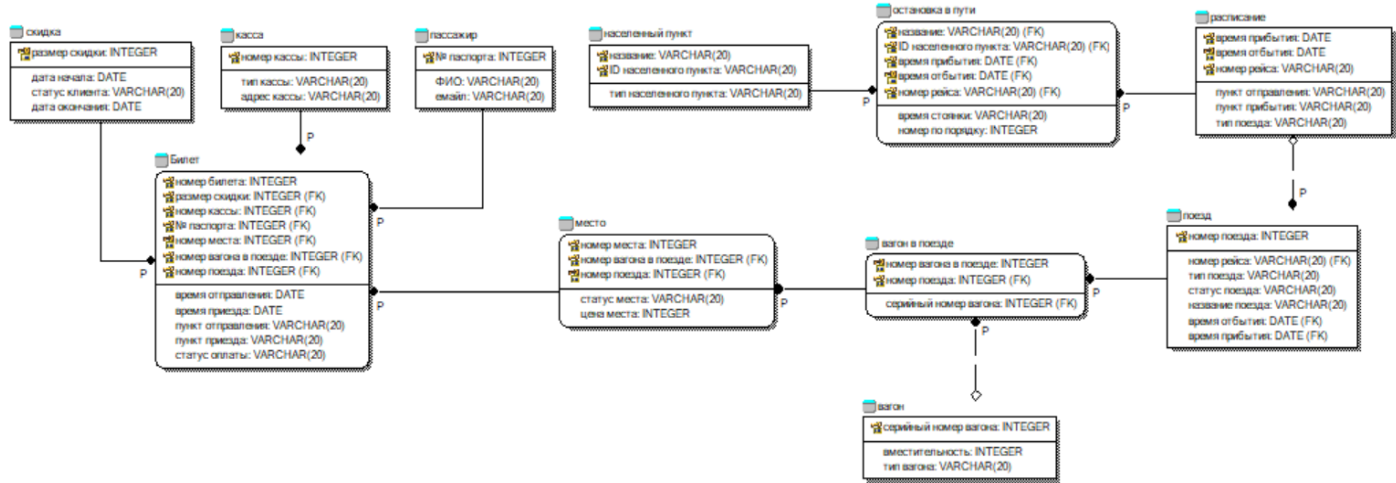 скидка
размер скидки: INTEGER
дата начала: DATE
статус клиента: VARCHAR(20)
дата окончания: DATE
касса
номер кассы: INTEGER
тип кассы: VARCHAR(20)
адрес кассы: VARCHAR(20)
пассажир
№ паспорта: INTEGER
ФИО: VARCHAR(20)
емайл: VARCHAR(20)
населенный пункт
название: VARCHAR(20)
ID населенного пункта: VARCHAR(20)
тип населенного пункта: VARCHAR(20)
P
остановка в пути
название: VARCHAR(20) (FK)
ID населенного пункта: VARCHAR(20) (FK)
время прибытия: DATE (FK)
время отбытия: DATE (FK)
номер рейса: VARCHAR(20) (FK)
время стоянки: VARCHAR(20)
номер по порядку: INTEGER
P
расписание
время прибытия: DATE
время отбытия: DATE
номер рейса: VARCHAR(20)
пункт отправления: VARCHAR(20)
пункт прибытия: VARCHAR(20)
тип поезда: VARCHAR(20)
P
P
Билет
номер билета: INTEGER
размер скидки: INTEGER (FK)
номер кассы: INTEGER (FK)
№ паспорта: INTEGER (FK)
номер места: INTEGER (FK)
номер вагона в поезде: INTEGER (FK)
номер поезда: INTEGER (FK)
время отправления: DATE
время приезда: DATE
пункт отправления: VARCHAR(20)
пункт приезда: VARCHAR(20)
статус оплаты: VARCHAR(20)
P
P
P
место
номер места: INTEGER
номер вагона в поезде: INTEGER (FK)
номер поезда: INTEGER (FK)
статус места: VARCHAR(20)
цена места: INTEGER
P
вагон в поезде
номер вагона в поезде: INTEGER
номер поезда: INTEGER (FK)
серийный номер вагона: INTEGER (FK)
P
P
поезд
номер поезда: INTEGER
номер рейса: VARCHAR(20) (FK)
тип поезда: VARCHAR(20)
статус поезда: VARCHAR(20)
название поезда: VARCHAR(20)
время отбытия: DATE (FK)
время прибытия: DATE (FK)
вагон
серийный номер вагона: INTEGER
вместительность: INTEGER
тип вагона: VARCHAR(20)